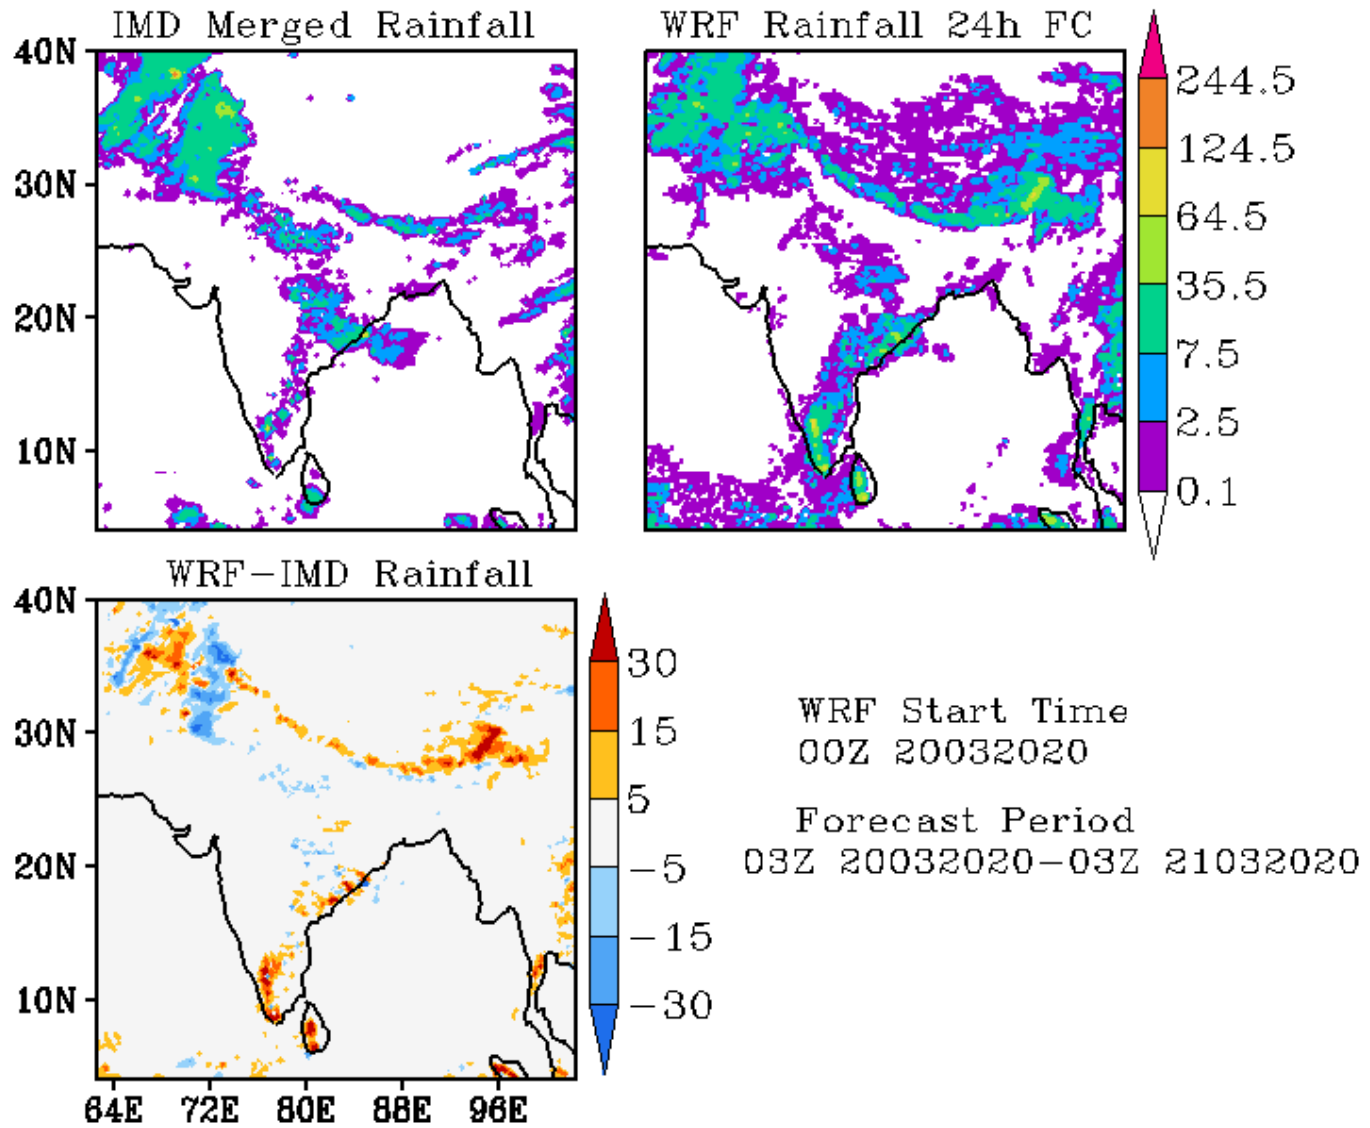 IMD Merged Rainfall
WRF Rainfall 24h FC
40N
30N
20N
10N
244.5
124.5
64.5
35.5
7.5
2.5
0.1
WRF-IMD Rainfall
40N
30N
20N
10N
64E 72E 80E 88E 96E
30
15
5
-5
-15
-30
WRF Start Time
00Z 20032020
Forecast Period
03Z 20032020-03Z 21032020